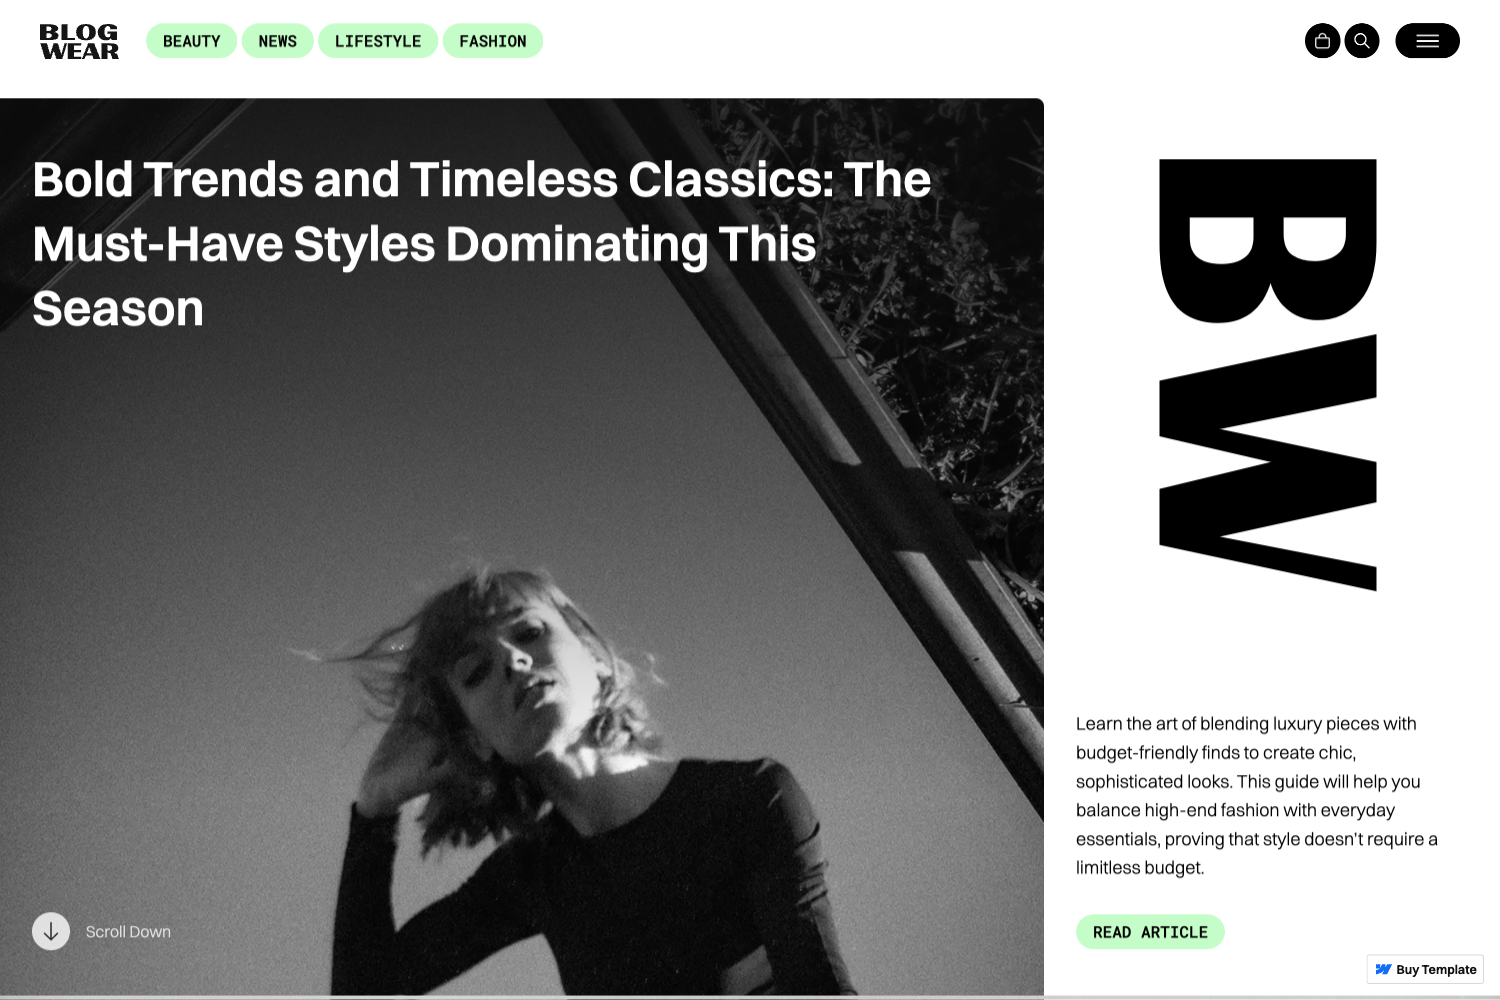 BLOG
WEAR
BEAUTY
NEWS
LIFESTYLE
FASHION
Bold Trends and Timeless Classics: The
Must-Have Styles Dominating This
Season
Scroll Down
BW
Learn the art of blending luxury pieces with
budget-friendly finds to create chic,
sophisticated looks. This guide will help you
balance high-end fashion with everyday
essentials, proving that style doesn't require a
limitless budget.
READ ARTICLE
Buy Template